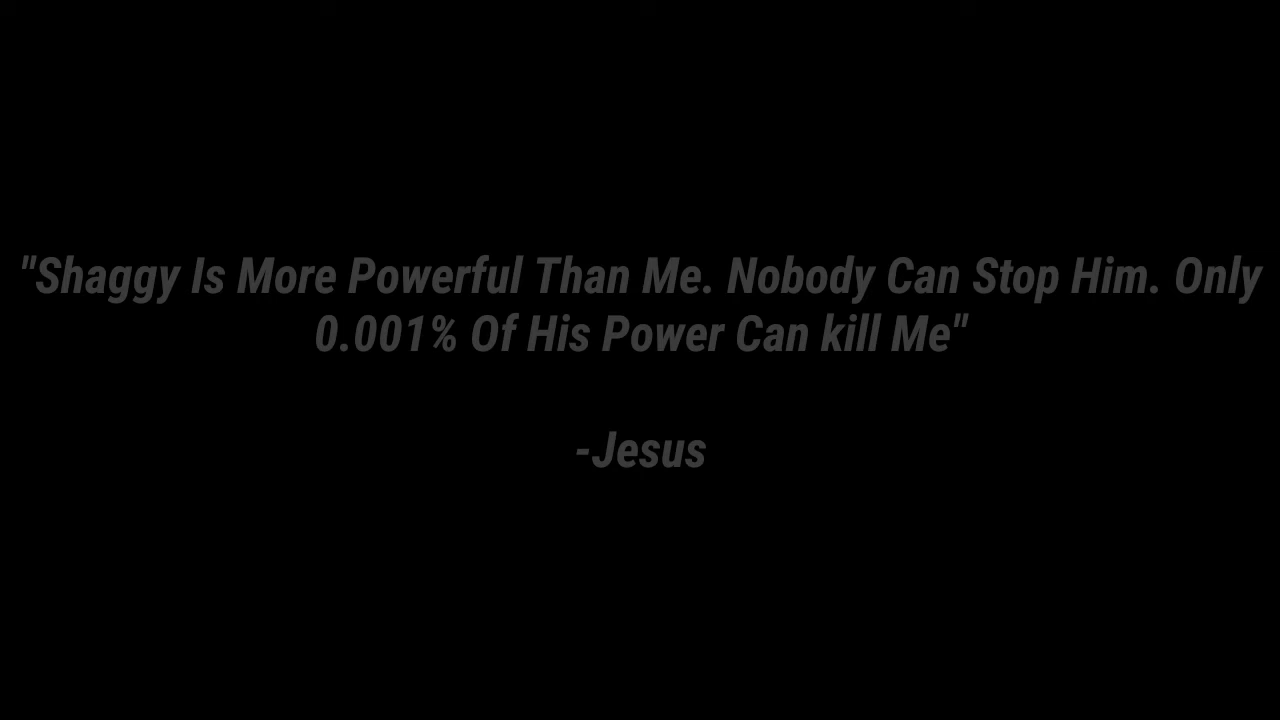 "Shaggy Is More Powerful Than Me. Nobody Can Stop Him. Only
0.001% Of His Power Can kill Me"
-Jesus